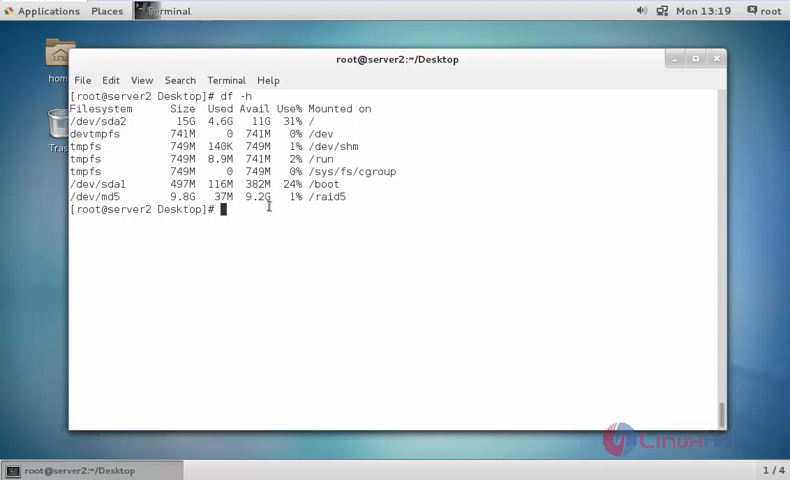 Applications Places Terminal Mon 13:19 root
root@server2:~/Desktop
File Edit View Search Terminal Help
[root@server2 Desktop]# df -h
Filesystem Size Used Avail Use% Mounted on
/dev/sda2 15G 4.6G 11G 31% /
devtmpfs 741M 0 741M 0% /dev
tmpfs 749M 140K 749M 1% /dev/shm
tmpfs 749M 8.9M 741M 2% /run
tmpfs 749M 0 749M 0% /sys/fs/cgroup
/dev/sda1 497M 116M 382M 24% /boot
/dev/md5 9.8G 37M 9.2G 1% /raid5
[root@server2 Desktop]#
root@server2:~/Desktop 1 / 4